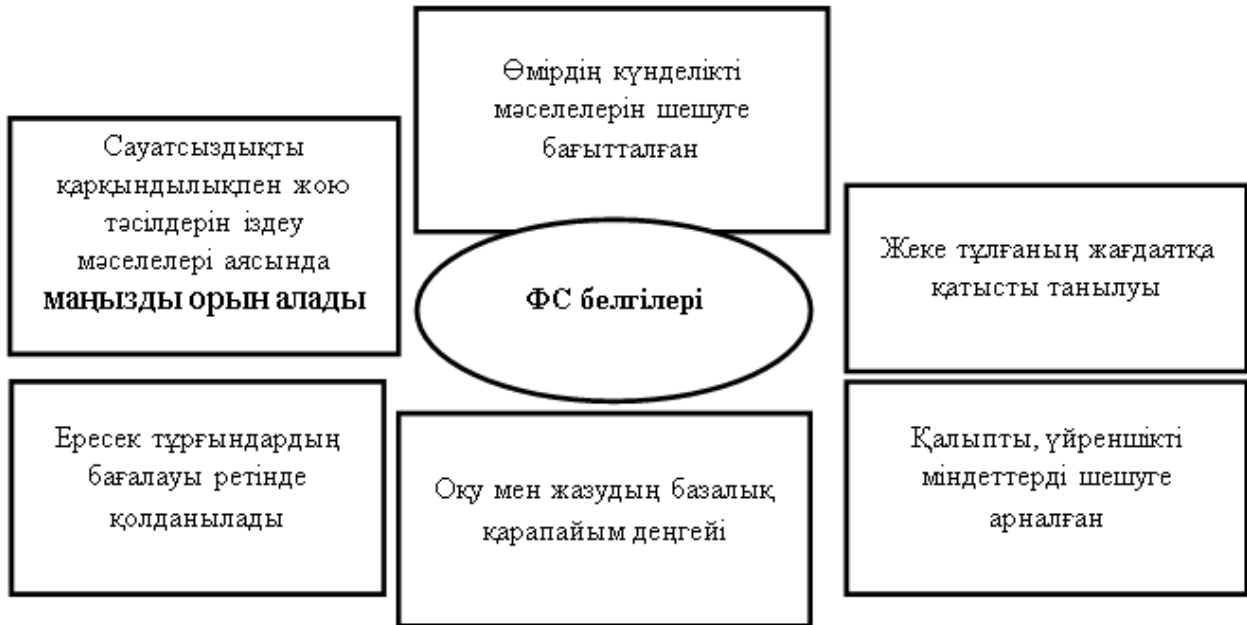 Өмірдің күнделікті
мәселелерін шешуге
бағытталған
Сауатсыздықты
қарқындылықпен жою
тәсілдерін іздеу
мәселелері аясында
маңызды орын алады
ФС белгілері
Жеке тұлғаның жағдаятқа
қатысты танылуы
Ересек тұрғындардың
бағалауы ретінде
қолданылады
Оқу мен жазудың базалық
қарапайым деңгейі
Қалыпты, үйреншікті
міндеттерді шешуге
арналған